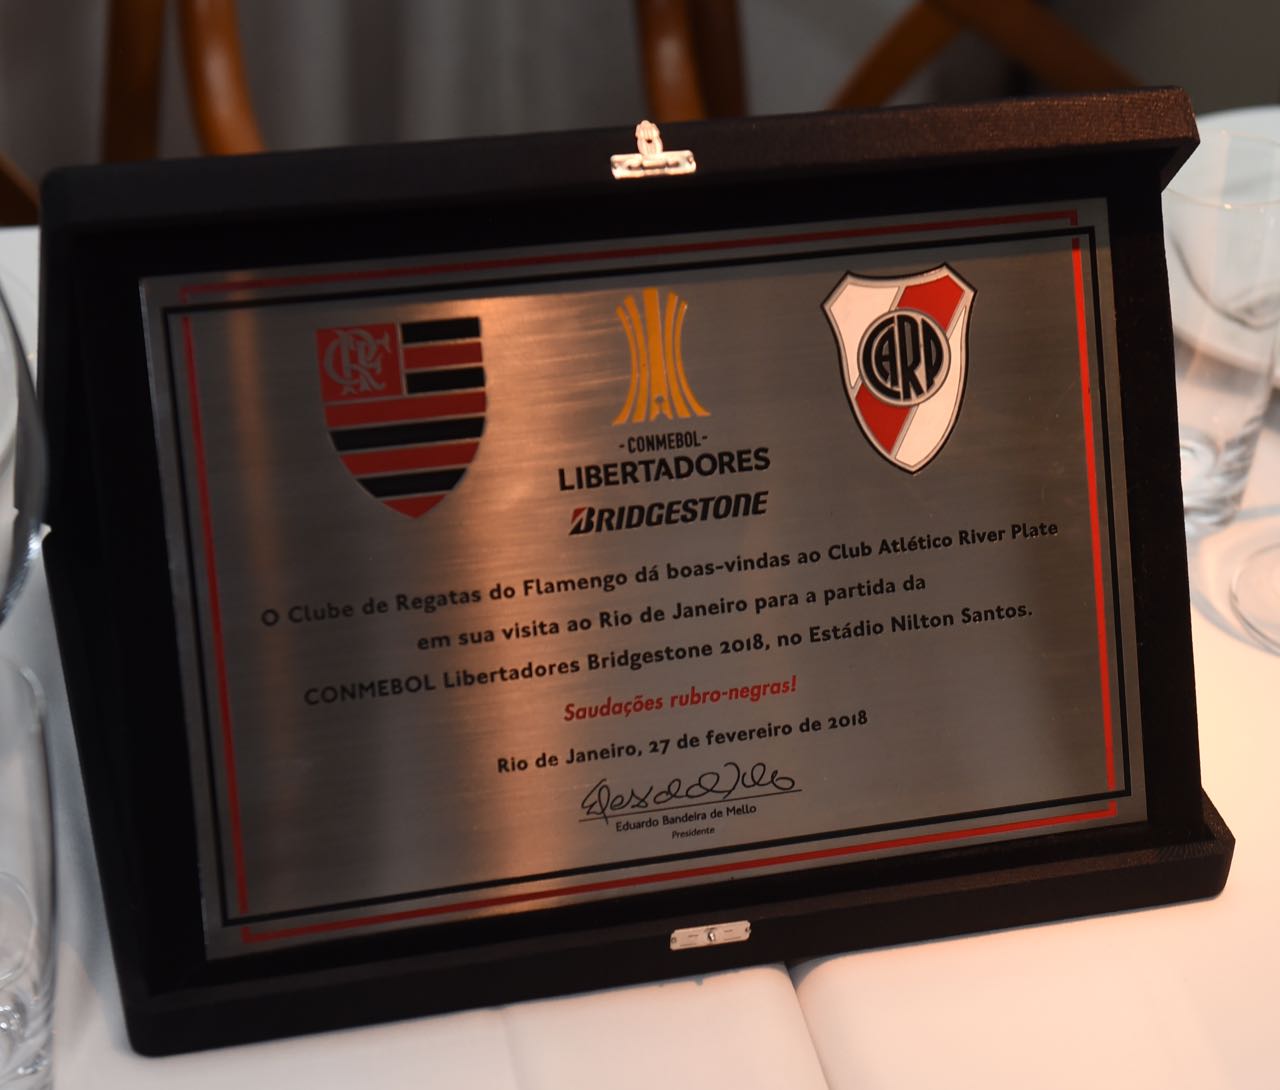 CRF
CARP
-CONMEBOL-
LIBERTADORES
BRIDGESTONE
O Clube de Regatas do Flamengo dá boas-vindas ao Club Atlético River Plate
em sua visita ao Rio de Janeiro para a partida da
CONMEBOL Libertadores Bridgestone 2018, no Estádio Nilton Santos.
Saudações rubro-negras!
Rio de Janeiro, 27 de fevereiro de 2018
Eduardo Bandeira de Mello
Presidente